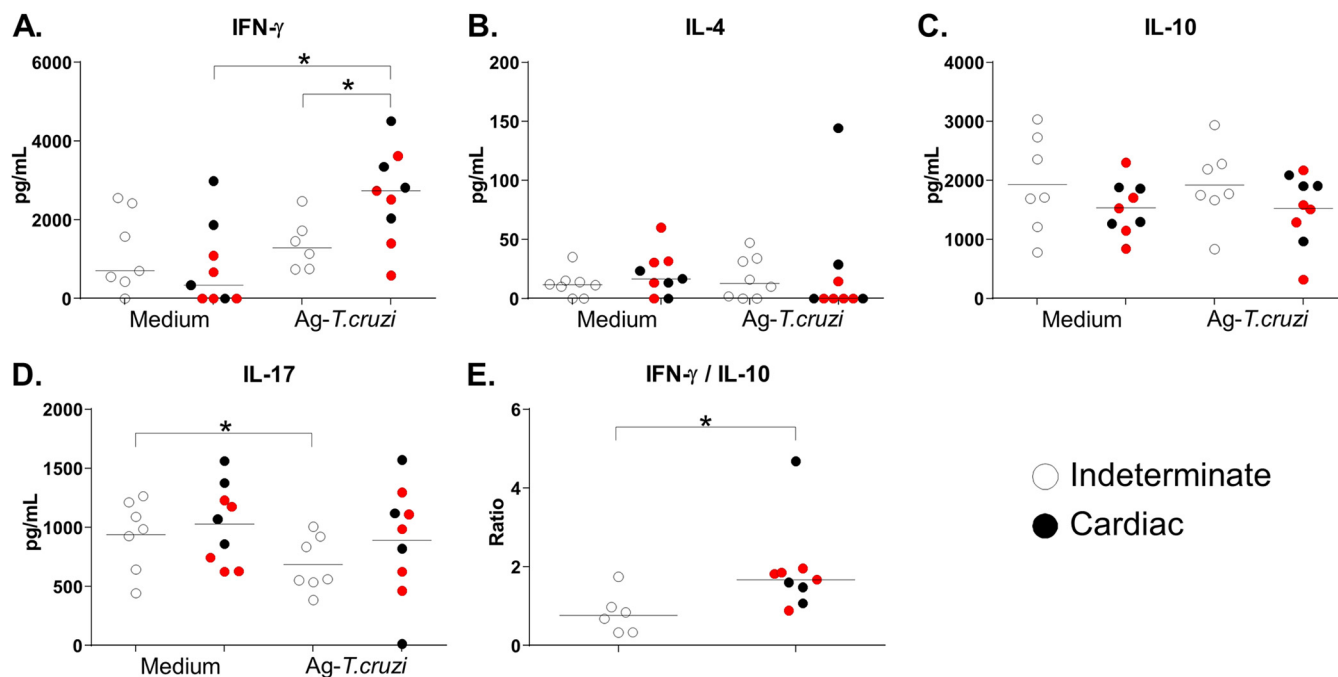 A. IFN-γ
pg/mL
6000
4000
2000
0
* 
*
Medium Ag-T.cruzi
B. IL-4
pg/mL
200
150
100
50
0
Medium Ag-T.cruzi
C. IL-10
pg/mL
4000
3000
2000
1000
0
Medium Ag-T.cruzi
D. IL-17
pg/mL
2000
1500
1000
500
0
*
Medium Ag-T.cruzi
E. IFN-γ / IL-10
Ratio
6
4
2
0
*
Indeterminate
Cardiac